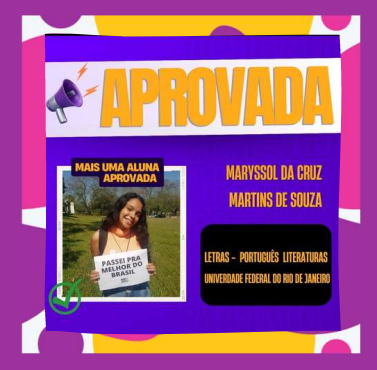 APROVADA
MAIS UMA ALUNA
APROVADA
MARYSSOL DA CRUZ
MARTINS DE SOUZA
PASSEI PRA
MELHOR DO
BRASIL
LETRAS - PORTUGUÊS LITERATURAS
UNIVERDADE FEDERAL DO RIO DE JANEIRO